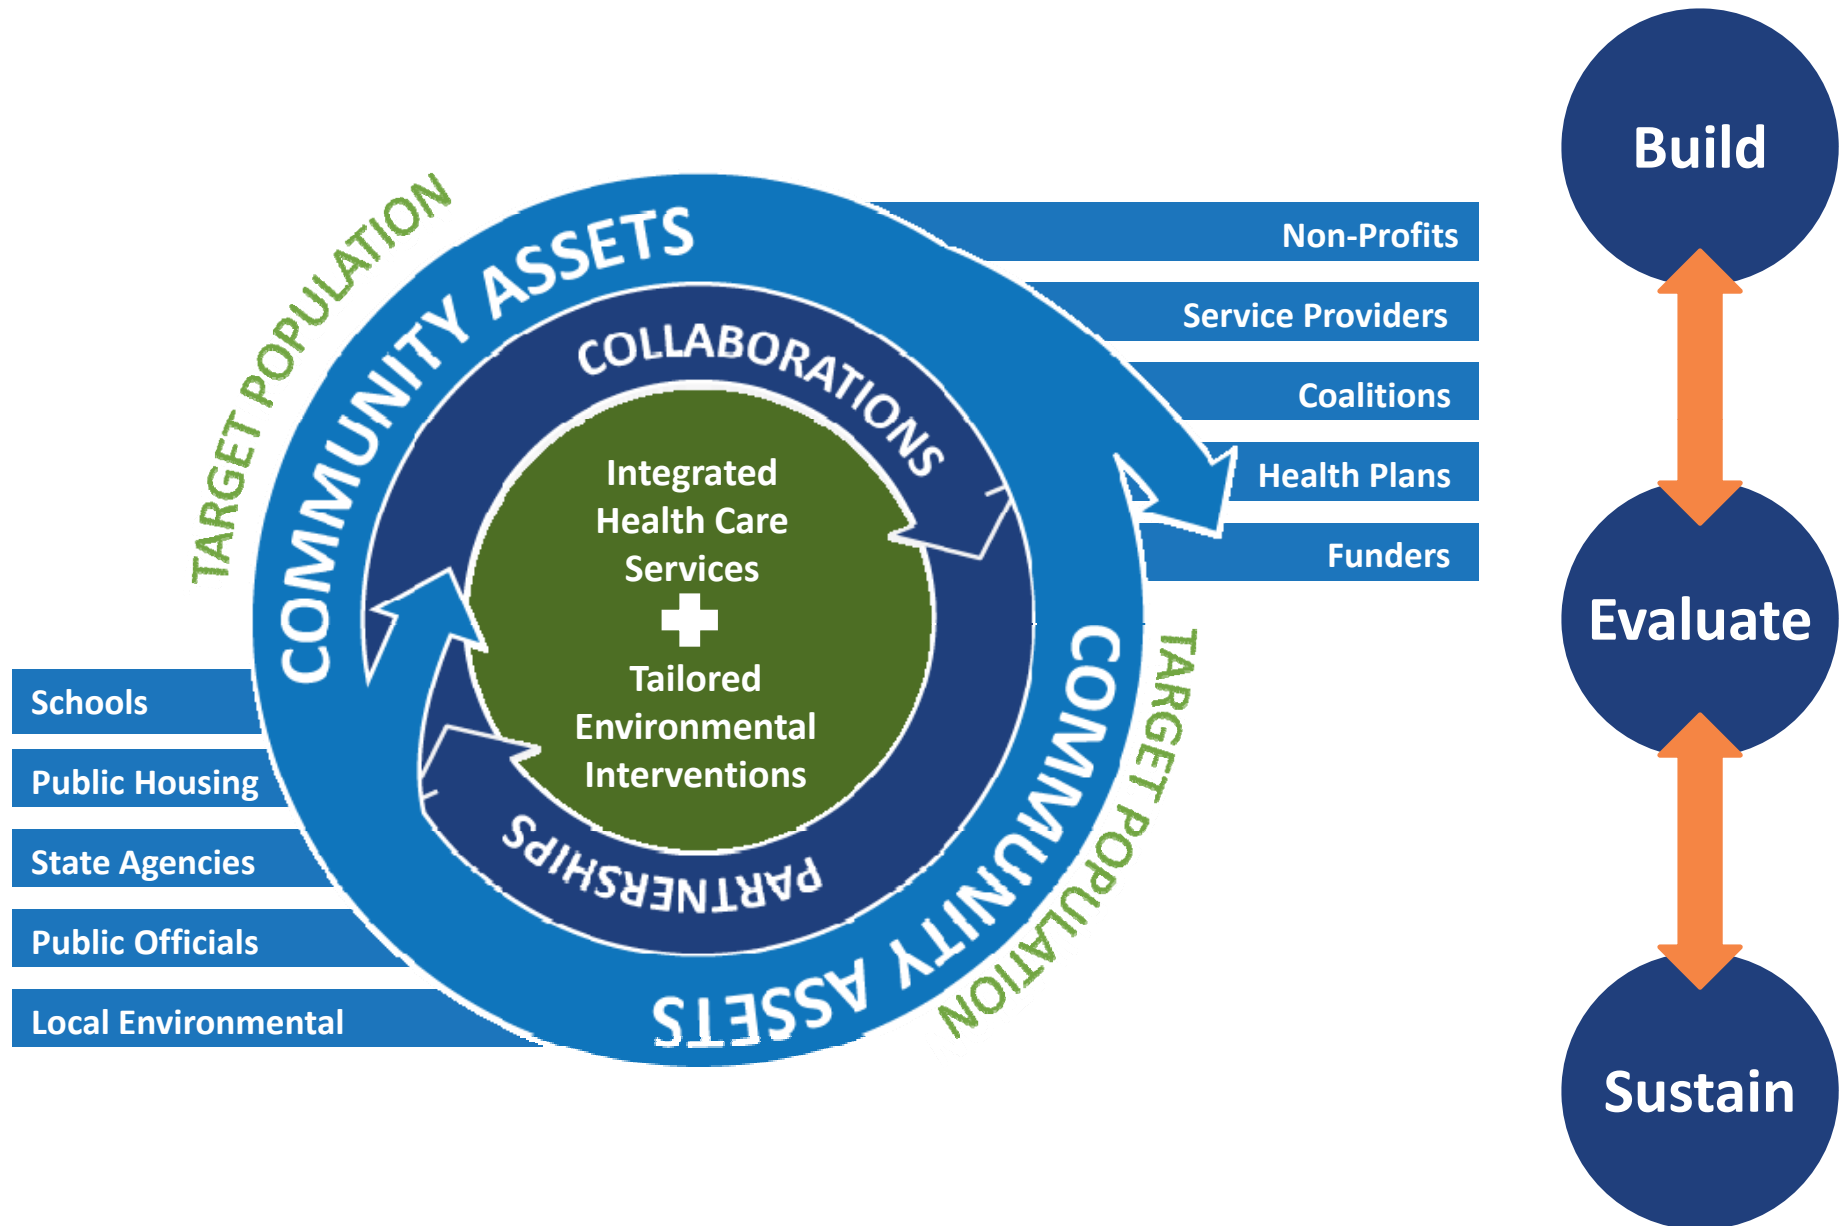 TARGET POPULATION
COMMUNITY ASSETS
COLLABORATIONS
Integrated
Health Care
Services
Tailored
Environmental
Interventions
PARTNERSHIPS
COMMUNITY ASSETS
TARGET POPULATION
Non-Profits
Service Providers
Coalitions
Health Plans
Funders
Schools
Public Housing
State Agencies
Public Officials
Local Environmental
Build
Evaluate
Sustain